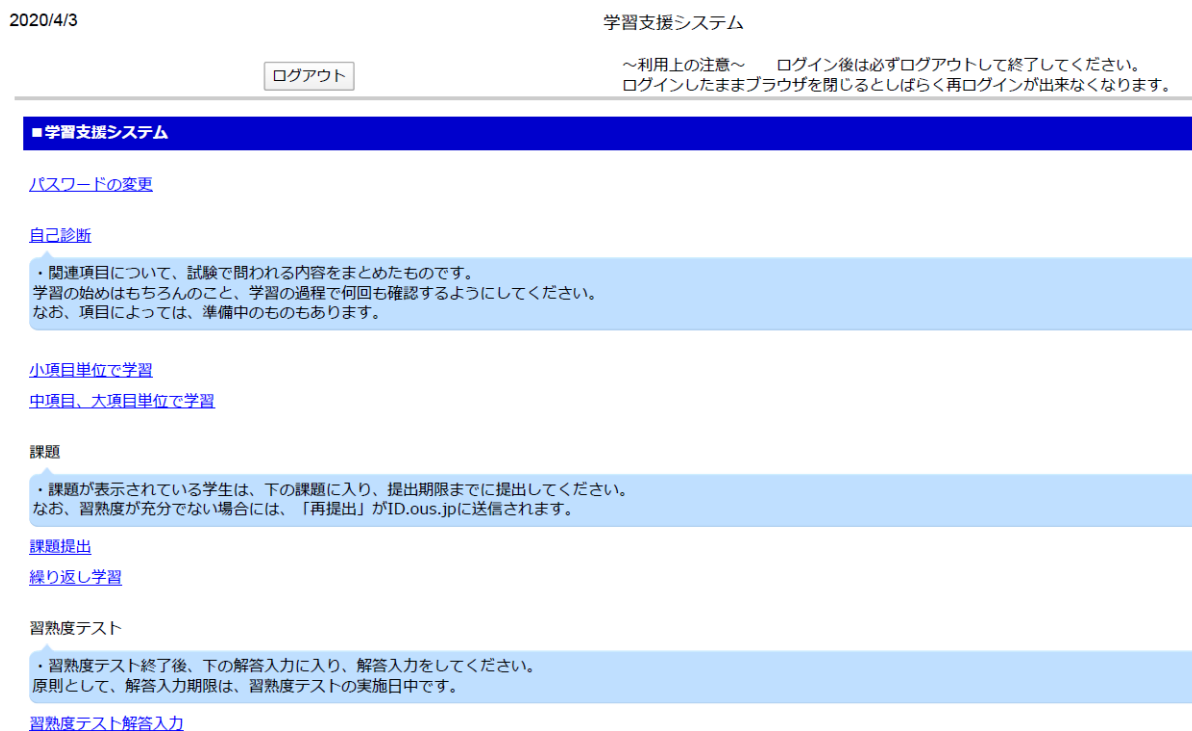 2020/4/3
学習支援システム
ログアウト
～利用上の注意～　　ログイン後は必ずログアウトして終了してください。
ログインしたままブラウザを閉じるとしばらく再ログインが出来なくなります。
■学習支援システム
パスワードの変更
自己診断
・関連項目について、試験で問われる内容をまとめたものです。
学習の始めはもちろんのこと、学習の過程で何回も確認するようにしてください。
なお、項目によっては、準備中のものもあります。
小項目単位で学習
中項目、大項目単位で学習
課題
・課題が表示されている学生は、下の課題に入り、提出期限までに提出してください。
なお、習熟度が充分でない場合には、「再提出」がID.ous.jpに送信されます。
課題提出
繰り返し学習
習熟度テスト
・習熟度テスト終了後、下の解答入力に入り、解答入力をしてください。
原則として、解答入力期限は、習熟度テストの実施日中です。
習熟度テスト解答入力